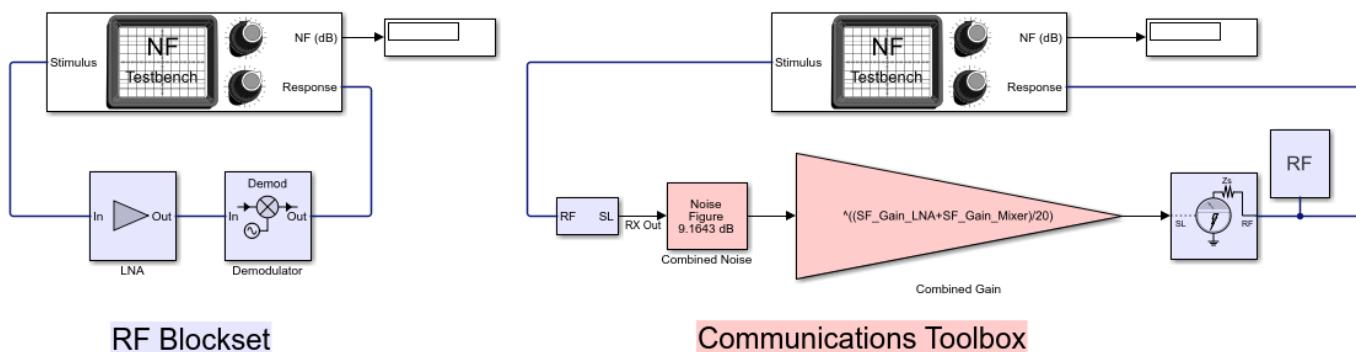 NF
Testbench
Stimulus
NF (dB)
Response
In
Out
LNA
Demod
In
Out
Demodulator
RF Blockset
NF
Testbench
Stimulus
NF (dB)
Response
RF
SL
RX Out
Noise
Figure
9.1643 dB
Combined Noise
^((SF_Gain_LNA+SF_Gain_Mixer)/20)
Combined Gain
Zs
SL
RF
RF
Communications Toolbox